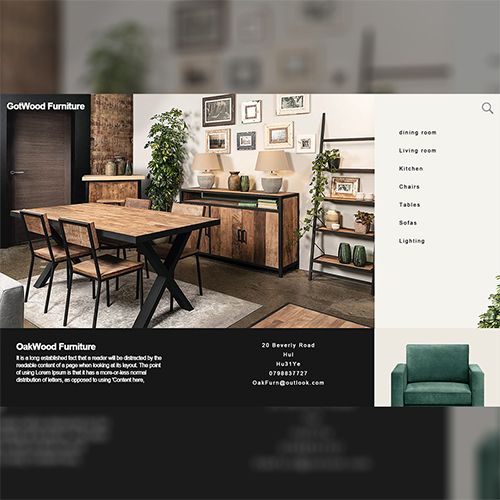 GotWood Furniture
dining room
Living room
Kitchen
Chairs
Tables
Sofas
Lighting
OakWood Furniture
It is a long established fact that a reader will be distracted by the
readable content of a page when looking at its layout. The point
of using Lorem Ipsum is that it has a more-or-less normal
distribution of letters, as opposed to using 'Content here,
20 Beverly Road
Hul
Hu31Ye
0798837727
OakFurn@outlook.com